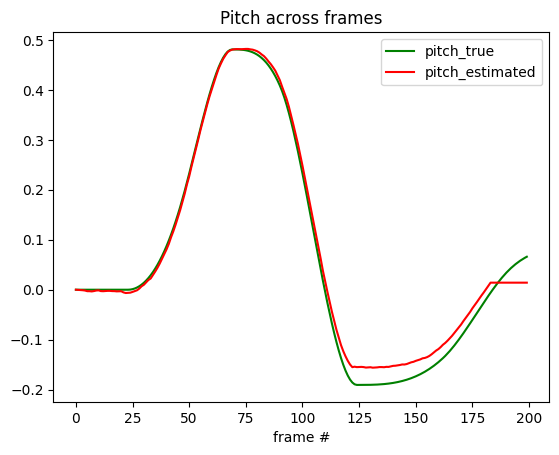 Pitch across frames
pitch_true
pitch_estimated
0.5
0.4
0.3
0.2
0.1
0.0
−0.1
−0.2
0 25 50 75 100 125 150 175 200
frame #